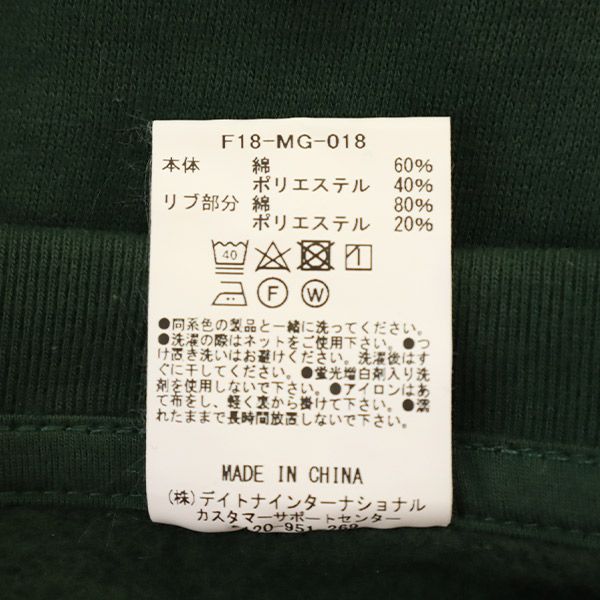 F18-MG-018
本体 綿 60%
ポリエステル 40%
リブ部分 綿 80%
ポリエステル 20%
40
F W
●同系色の製品と一緒に洗ってください。
●洗濯の際はネットをご使用下さい。●つ
け置き洗いはお避けください。洗濯後はす
ぐに干してください。●蛍光増白剤入り洗
剤を使用しないで下さい。●アイロンはあ
て布をし、軽く裏から掛けて下さい。●濡
れたままで長時間放置しないで下さい。
MADE IN CHINA
(株)デイトナインターナショナル
カスタマーサポートセンター